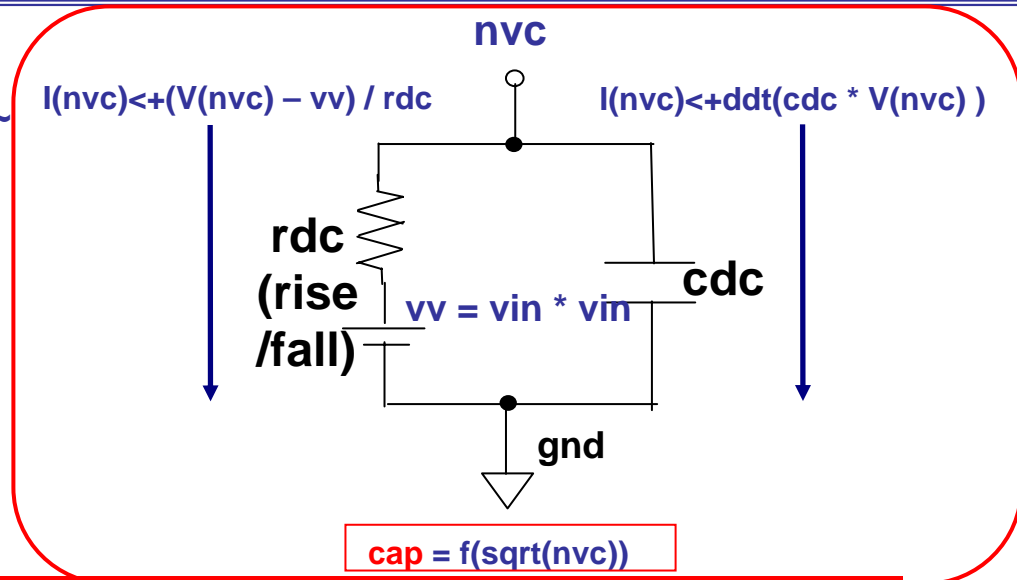 nvc
I(nvc)<+(V(nvc) – vv) / rdc
I(nvc)<+ddt(cdc * V(nvc) )
rdc
(rise
/fall)
vv = vin * vin
cdc
gnd
cap = f(sqrt(nvc))